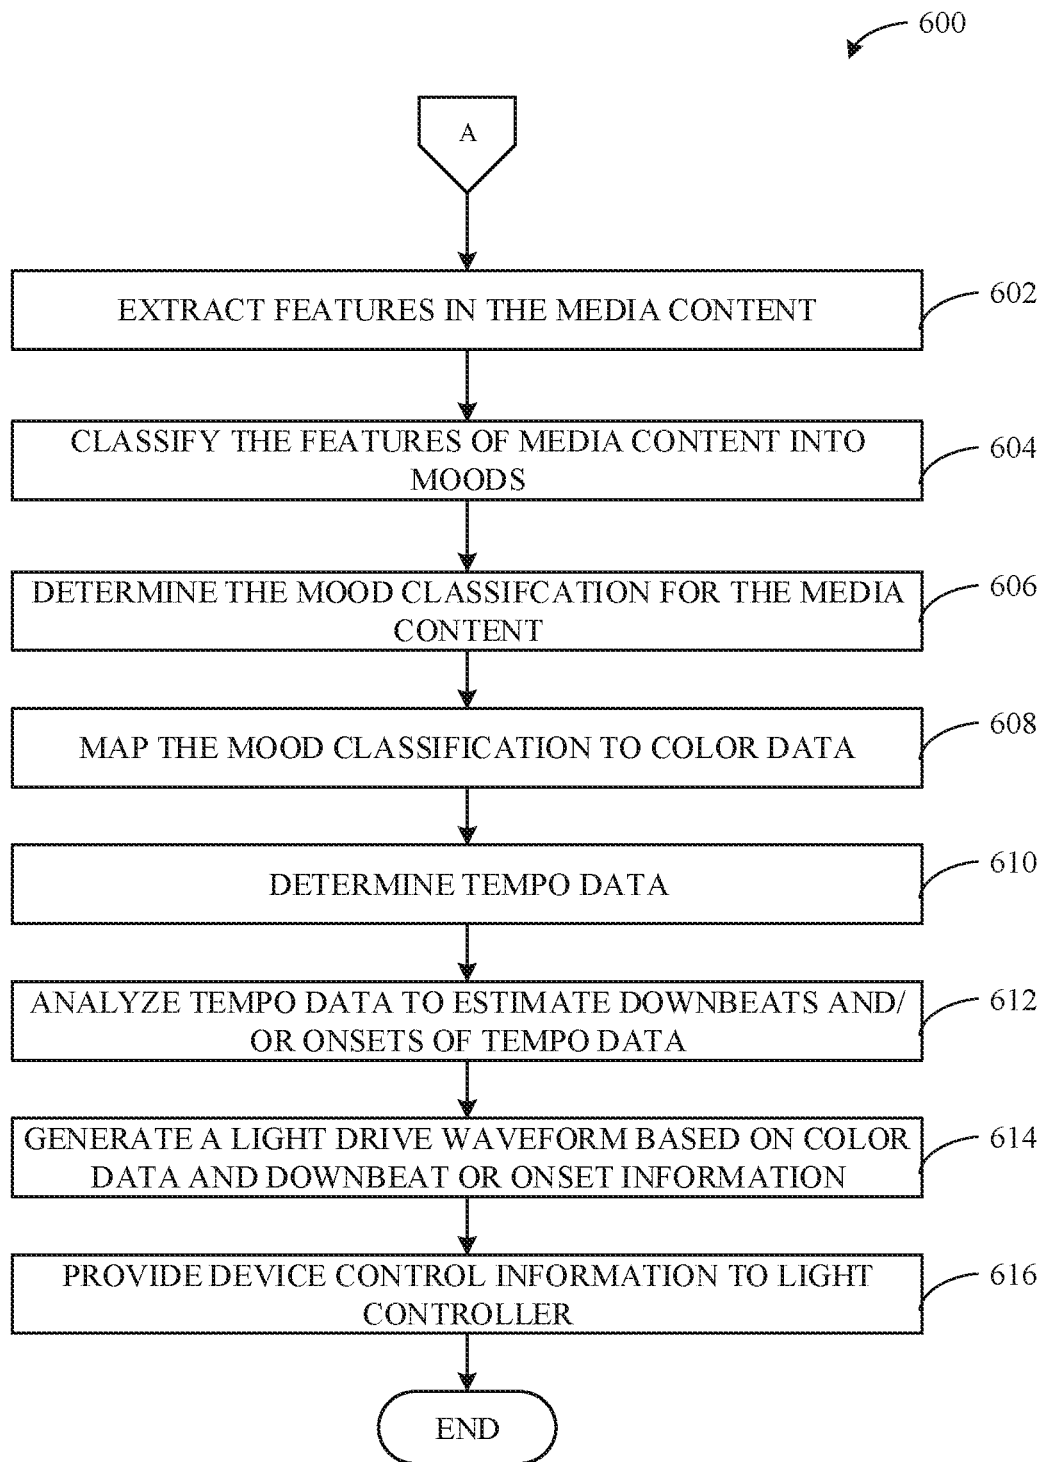 600
A
EXTRACT FEATURES IN THE MEDIA CONTENT
602
CLASSIFY THE FEATURES OF MEDIA CONTENT INTO
MOODS
604
DETERMINE THE MOOD CLASSIFCATION FOR THE MEDIA
CONTENT
606
MAP THE MOOD CLASSIFICATION TO COLOR DATA
608
DETERMINE TEMPO DATA
610
ANALYZE TEMPO DATA TO ESTIMATE DOWNBEATS AND/
OR ONSETS OF TEMPO DATA
612
GENERATE A LIGHT DRIVE WAVEFORM BASED ON COLOR
DATA AND DOWNBEAT OR ONSET INFORMATION
614
PROVIDE DEVICE CONTROL INFORMATION TO LIGHT
CONTROLLER
616
END